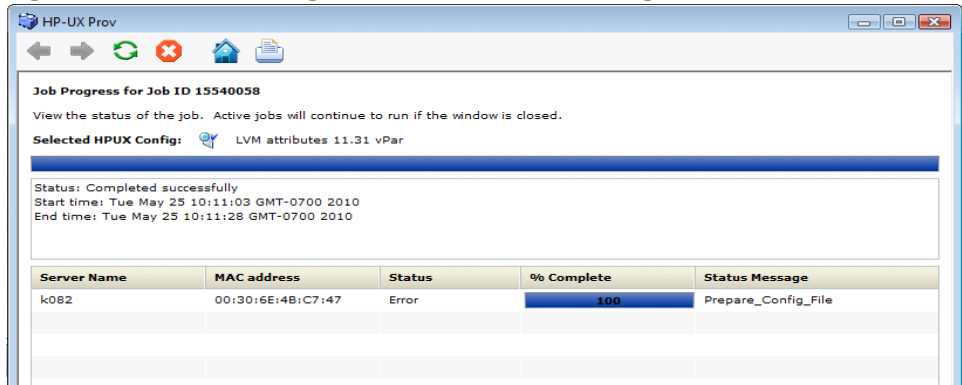 HP-UX Prov
Job Progress for Job ID 15540058
View the status of the job. Active jobs will continue to run if the window is closed.
Selected HPUX Config: LVM attributes 11.31 vPar
Status: Completed successfully
Start time: Tue May 25 10:11:03 GMT-0700 2010
End time: Tue May 25 10:11:28 GMT-0700 2010
Server Name MAC address Status % Complete Status Message
k082 00:30:6E:4B:C7:47 Error 100 Prepare_Config_File